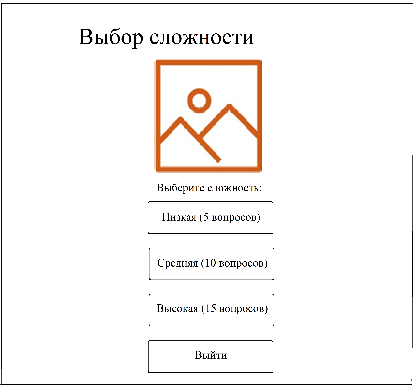 Выбор сложности
Выберите сложность:
Низкая (5 вопросов)
Средняя (10 вопросов)
Высокая (15 вопросов)
Выйти